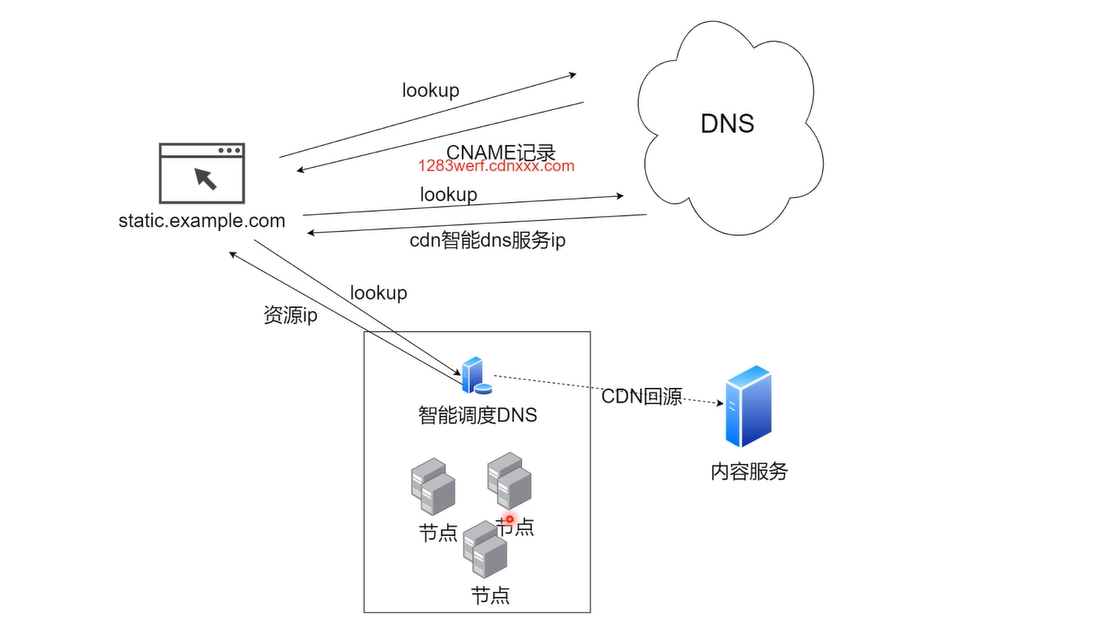 lookup
DNS
CNAME记录
1283werf.cdnxxx.com
lookup
static.example.com
cdn智能dns服务ip
lookup
资源ip
CDN回源
智能调度DNS
内容服务
节点
节点
节点